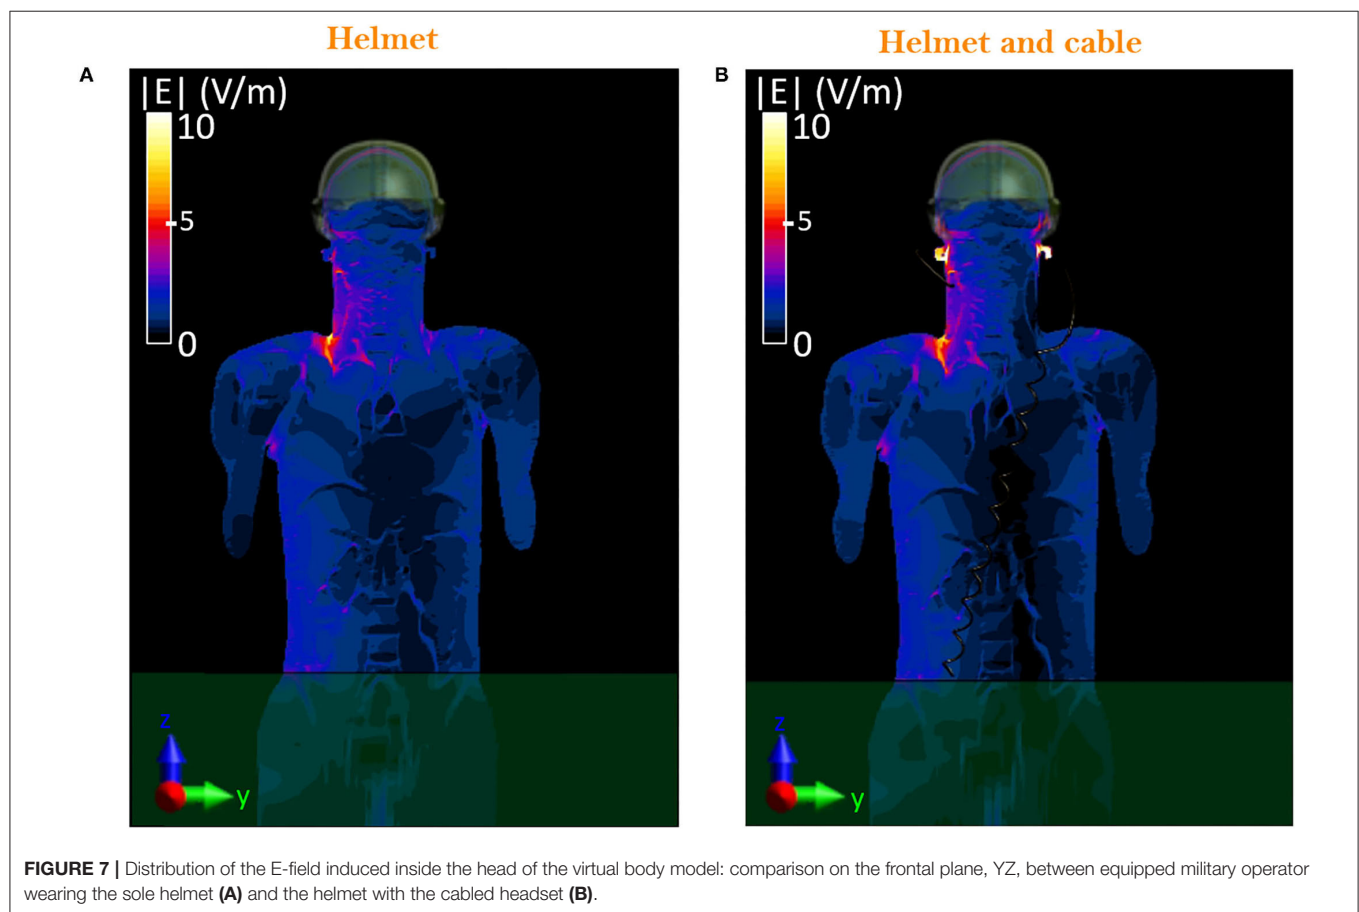 Helmet
Helmet and cable
A
B
|E| (V/m)
10
5
0
z
y
|E| (V/m)
10
5
0
z
y
FIGURE 7 | Distribution of the E-field induced inside the head of the virtual body model: comparison on the frontal plane, YZ, between equipped military operator
wearing the sole helmet (A) and the helmet with the cabled headset (B).